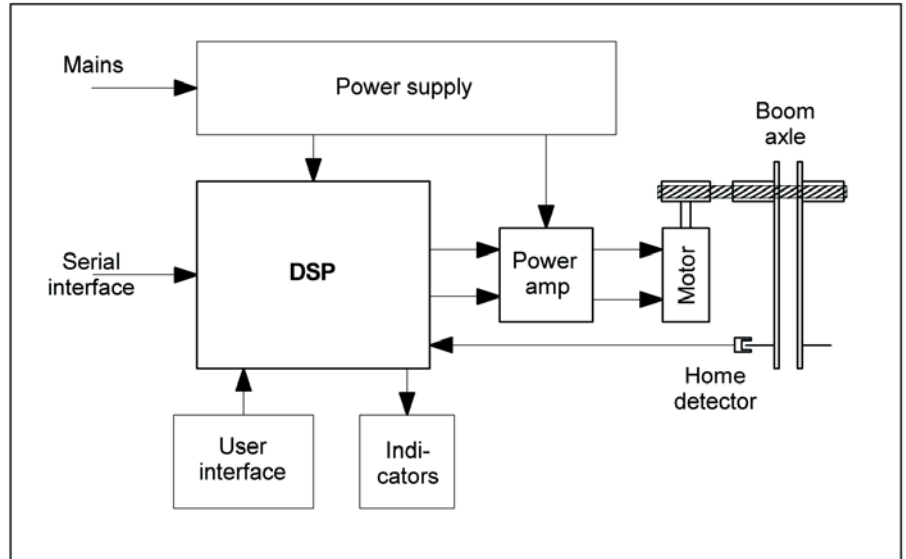 Mains
Power supply
Boom
axle
Serial
interface
DSP
Power
amp
Motor
Home
detector
User
interface
Indi-
cators